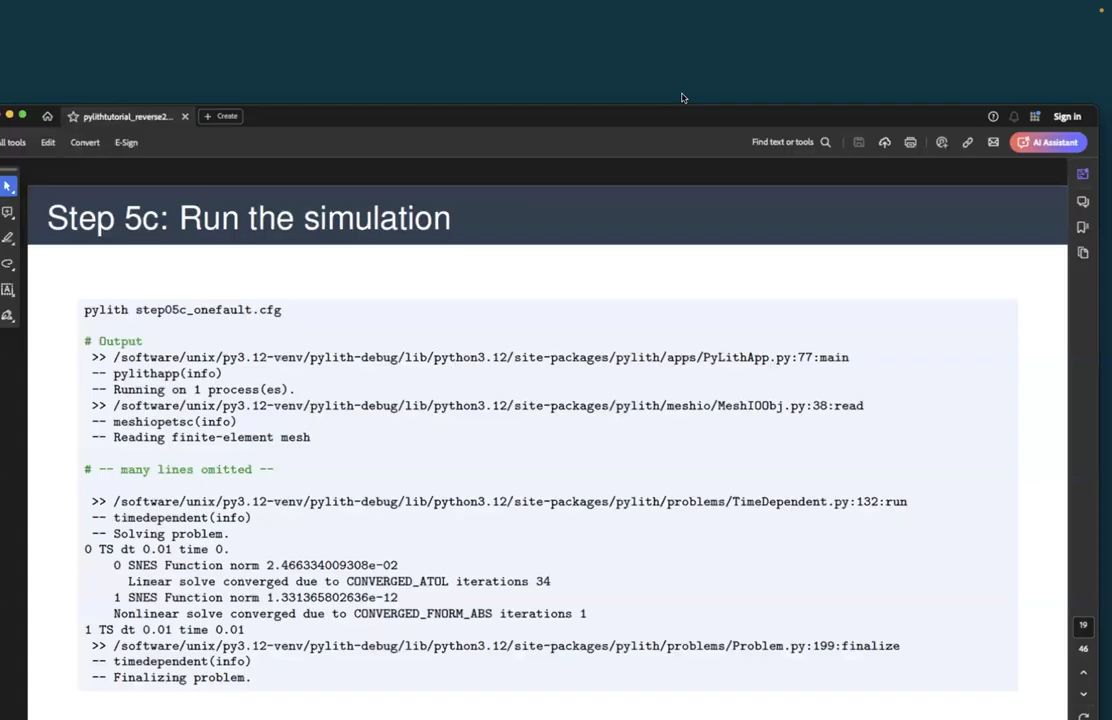 pylithtutorial_reverse2...
Create
Sign in
ll tools
Edit
Convert
E-Sign
Find text or tools
AI Assistant
Step 5c: Run the simulation
pylith step05c_onefault.cfg
# Output
>> /software/unix/py3.12-venv/pylith-debug/lib/python3.12/site-packages/pylith/apps/PyLithApp.py:77:main
-- pylithapp(info)
-- Running on 1 process(es).
>> /software/unix/py3.12-venv/pylith-debug/lib/python3.12/site-packages/pylith/meshio/MeshIOObj.py:38:read
-- meshiopetsc(info)
-- Reading finite-element mesh
# -- many lines omitted --
>> /software/unix/py3.12-venv/pylith-debug/lib/python3.12/site-packages/pylith/problems/TimeDependent.py:132:run
-- timedependent(info)
-- Solving problem.
0 TS dt 0.01 time 0.
0 SNES Function norm 2.466334009308e-02
Linear solve converged due to CONVERGED_ATOL iterations 34
1 SNES Function norm 1.331365802636e-12
Nonlinear solve converged due to CONVERGED_FNORM_ABS iterations 1
1 TS dt 0.01 time 0.01
>> /software/unix/py3.12-venv/pylith-debug/lib/python3.12/site-packages/pylith/problems/Problem.py:199:finalize
-- timedependent(info)
-- Finalizing problem.
19
46